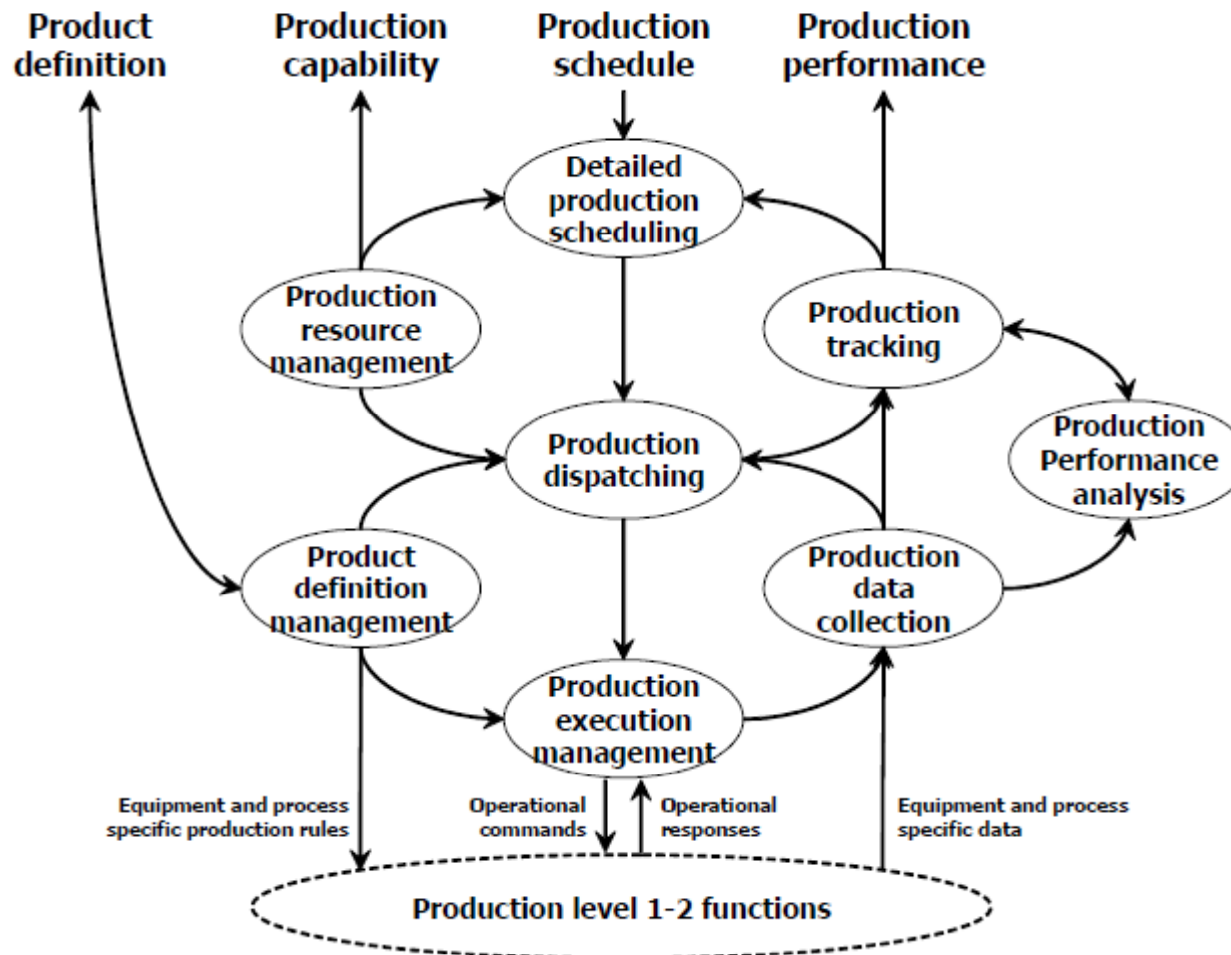 Product
definition
Production
capability
Production
schedule
Production
performance
Detailed
production
scheduling
Production
resource
management
Production
tracking
Production
dispatching
Production
Performance
analysis
Product
definition
management
Production
data
collection
Production
execution
management
Equipment and process
specific production rules
Operational
commands
Operational
responses
Equipment and process
specific data
Production level 1-2 functions